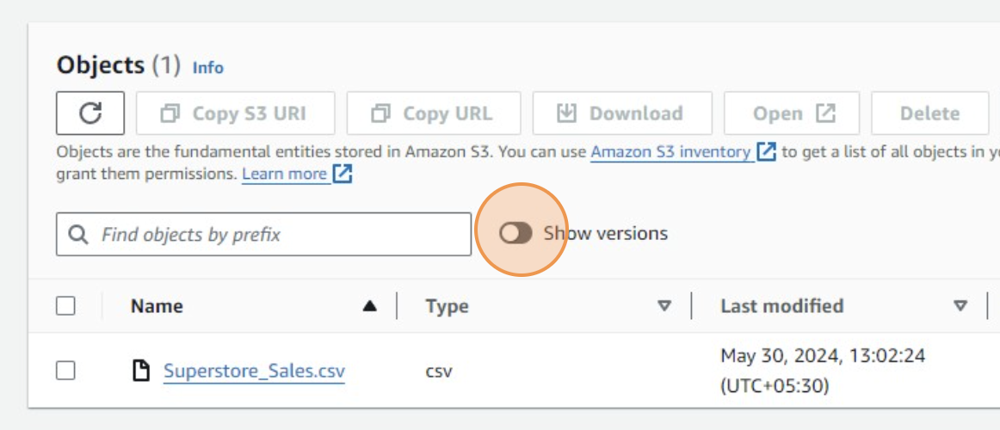 Objects (1) Info
Copy S3 URI Copy URL Download Open Delete
Objects are the fundamental entities stored in Amazon S3. You can use Amazon S3 inventory to get a list of all objects in
grant them permissions. Learn more
Find objects by prefix Show versions
Name Type Last modified
Superstore_Sales.csv csv May 30, 2024, 13:02:24
(UTC+05:30)